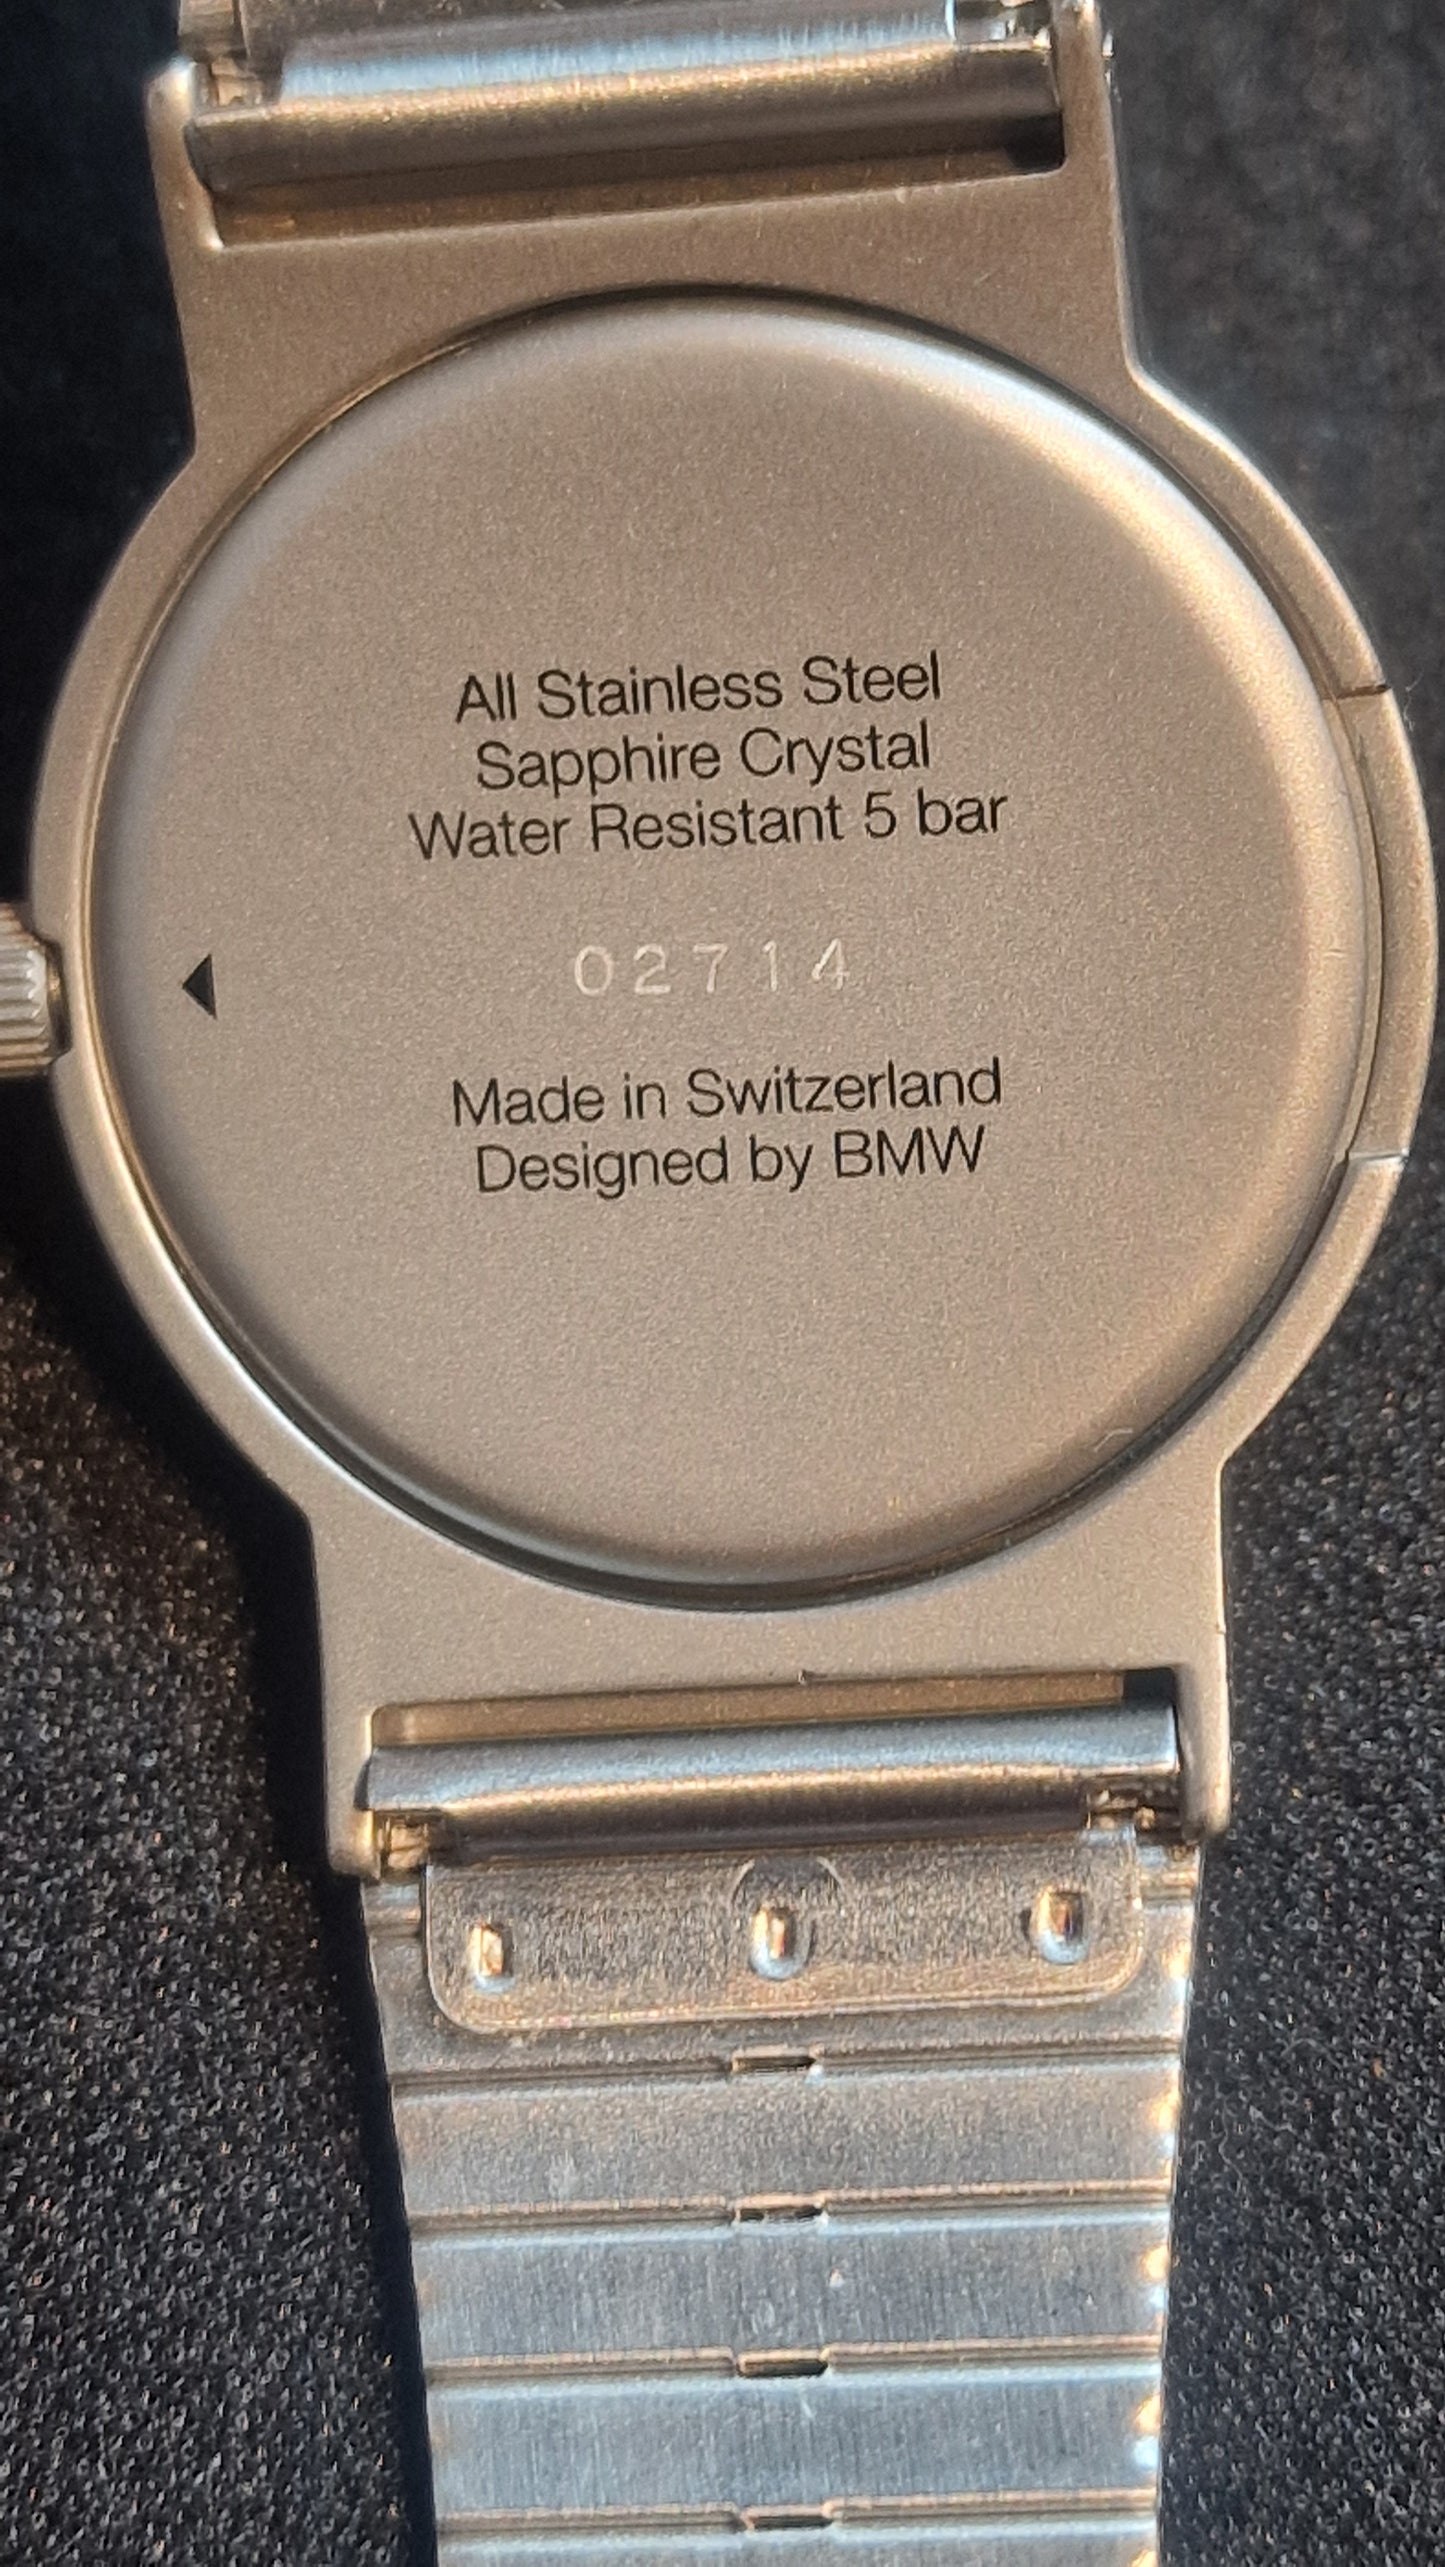 All Stainless Steel
Sapphire Crystal
Water Resistant 5 bar
02714
Made in Switzerland
Designed by BMW